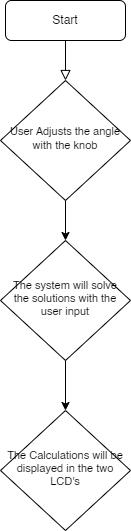 Start
User Adjusts the angle
with the knob
The system will solve
the solutions with the
user input
The Calculations will be
displayed in the two
LCD's